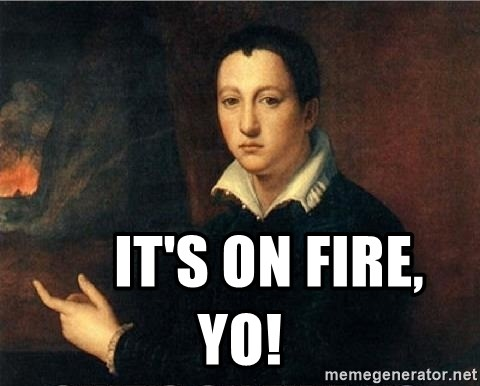 IT'S ON FIRE,
YO!
memegenerator.net